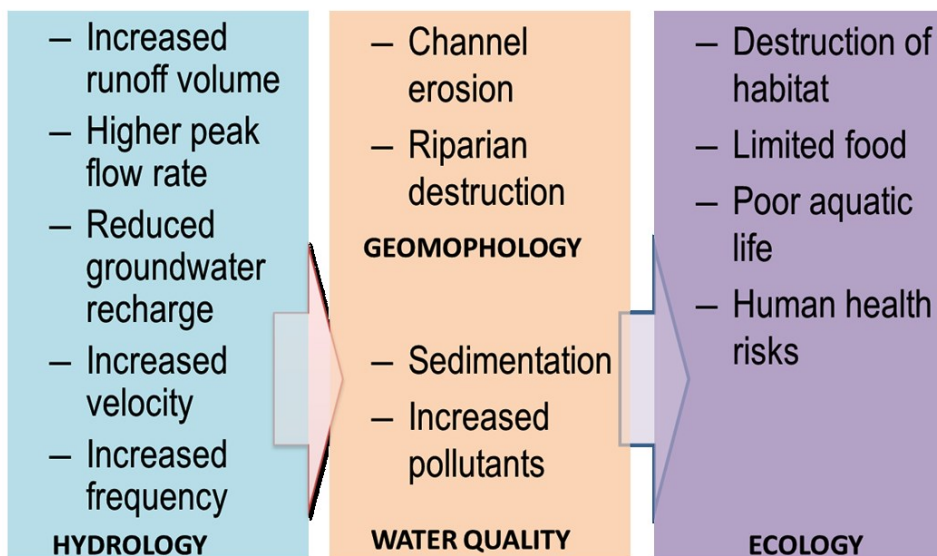 – Increased
runoff volume
– Higher peak
flow rate
– Reduced
groundwater
recharge
– Increased
velocity
– Increased
frequency
HYDROLOGY
– Channel
erosion
– Riparian
destruction
GEOMOPHOLOGY
– Sedimentation
– Increased
pollutants
WATER QUALITY
– Destruction of
habitat
– Limited food
– Poor aquatic
life
– Human health
risks
ECOLOGY